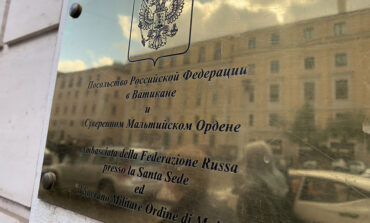 Посольство Российской Федерации
в Ватикане
и
Суверенном Мальтийском Ордене
Ambasciata della Federazione Russa
presso la Santa Sede
ed
Militare Ordine di